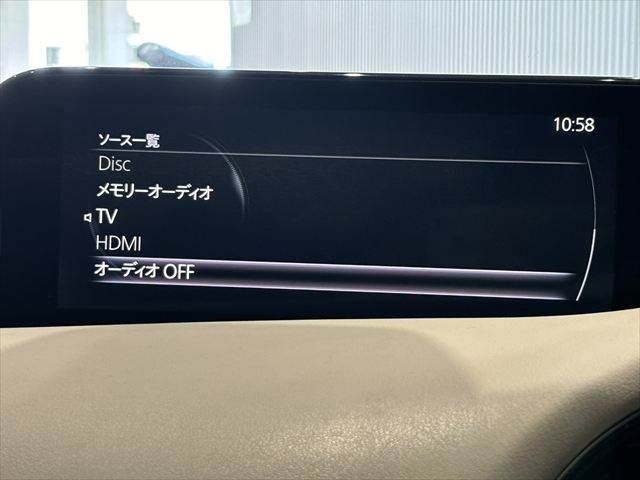 10:58
ソース一覧
Disc
メモリーオーディオ
TV
HDMI
オーディオ OFF